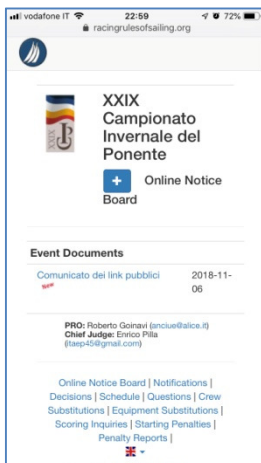 vodafone IT 22:59 72%
racingrulesofsailing.org
XXIX
Campionato
Invernale del
Ponente
+ Online Notice
Board
Event Documents
Comunicato dei link pubblici 2018-11-
New 06
PRO: Roberto Goinavi (anciue@alice.it)
Chief Judge: Enrico Pilla
(itaep45@gmail.com)
Online Notice Board | Notifications |
Decisions | Schedule | Questions | Crew
Substitutions | Equipment Substitutions |
Scoring Inquiries | Starting Penalties |
Penalty Reports |